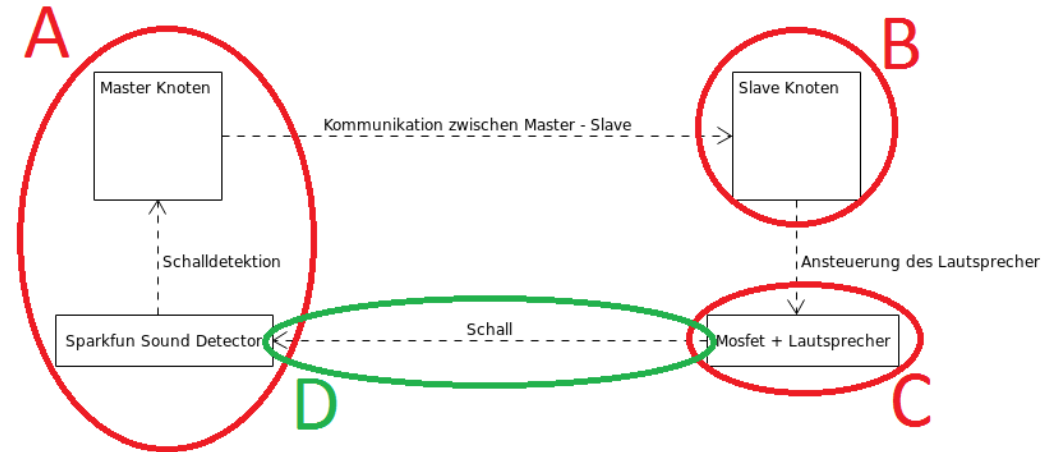 A
B
Master Knoten
Slave Knoten
Kommunikation zwischen Master - Slave
Schalldetektion
Ansteuerung des Lautsprecher
Sparkfun Sound Detector
Schall
Mosfet + Lautsprecher
D
C